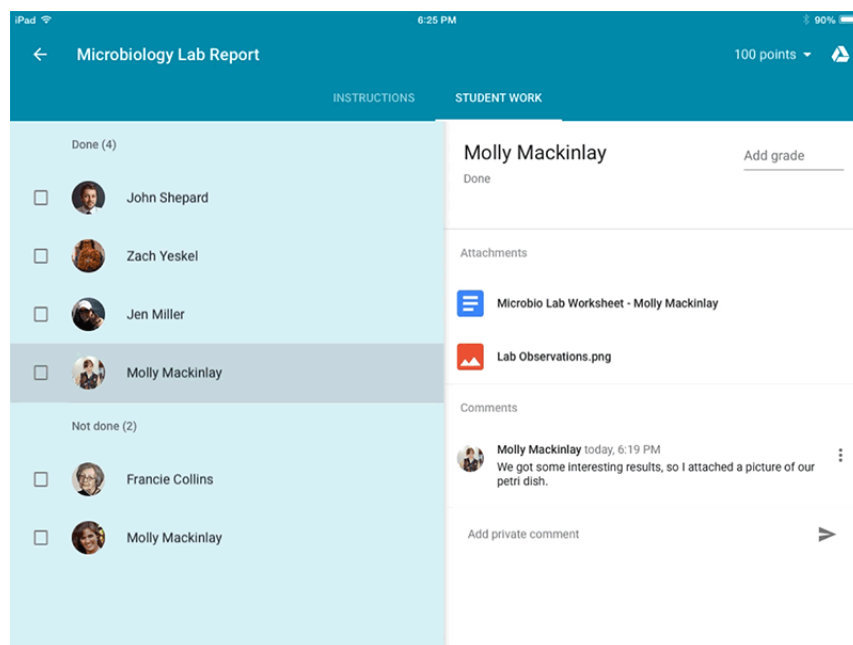 iPad 6:25 PM 90%
Microbiology Lab Report 100 points
INSTRUCTIONS STUDENT WORK
Done (4)
John Shepard
Zach Yeskel
Jen Miller
Molly Mackinlay
Not done (2)
Francie Collins
Molly Mackinlay
Molly Mackinlay Add grade
Done
Attachments
Microbio Lab Worksheet - Molly Mackinlay
Lab Observations.png
Comments
Molly Mackinlay today, 6:19 PM
We got some interesting results, so I attached a picture of our
petri dish.
Add private comment